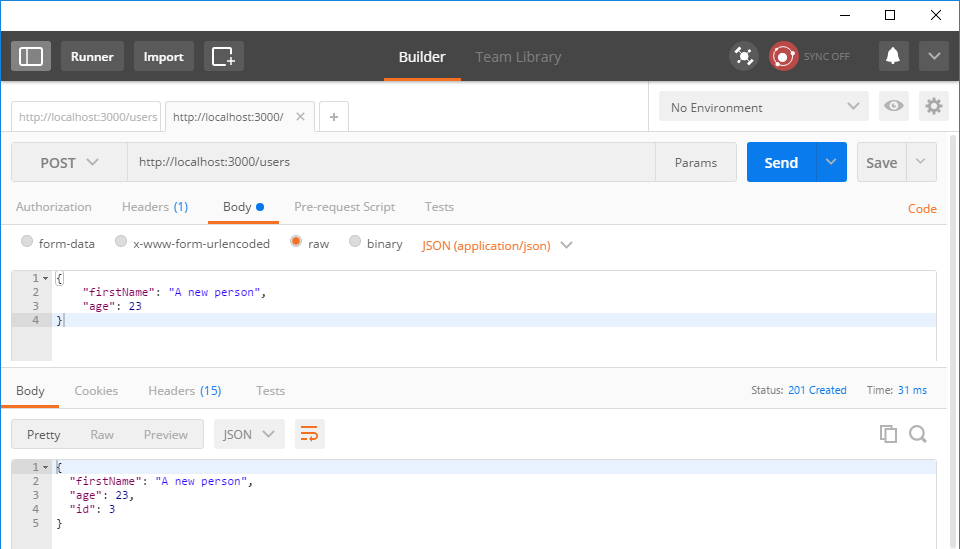 Runner Import Builder Team Library SYNC OFF
http://localhost:3000/users http://localhost:3000/ No Environment
POST http://localhost:3000/users Params Send Save
Authorization Headers (1) Body Pre-request Script Tests Code
form-data x-www-form-urlencoded raw binary JSON (application/json)
1 {
2 "firstName": "A new person",
3 "age": 23
4 }
Body Cookies Headers (15) Tests Status: 201 Created Time: 31 ms
Pretty Raw Preview JSON
1 {
2 "firstName": "A new person",
3 "age": 23,
4 "id": 3
5 }